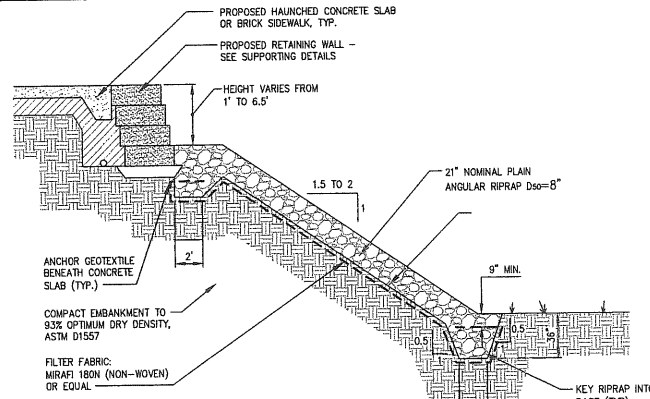 PROPOSED HAUNCHED CONCRETE SLAB
OR BRICK SIDEWALK, TYP.
PROPOSED RETAINING WALL –
SEE SUPPORTING DETAILS
HEIGHT VARIES FROM
1' TO 6.5'
1.5 TO 2
1
21" NOMINAL PLAIN
ANGULAR RIPRAP D50=8"
2'
ANCHOR GEOTEXTILE
BENEATH CONCRETE
SLAB (TYP.)
9" MIN.
COMPACT EMBANKMENT TO
93% OPTIMUM DRY DENSITY,
ASTM D1557
0.5
1
0.5
36"
FILTER FABRIC:
MIRAFI 180N (NON-WOVEN)
OR EQUAL
KEY RIPRAP INTO